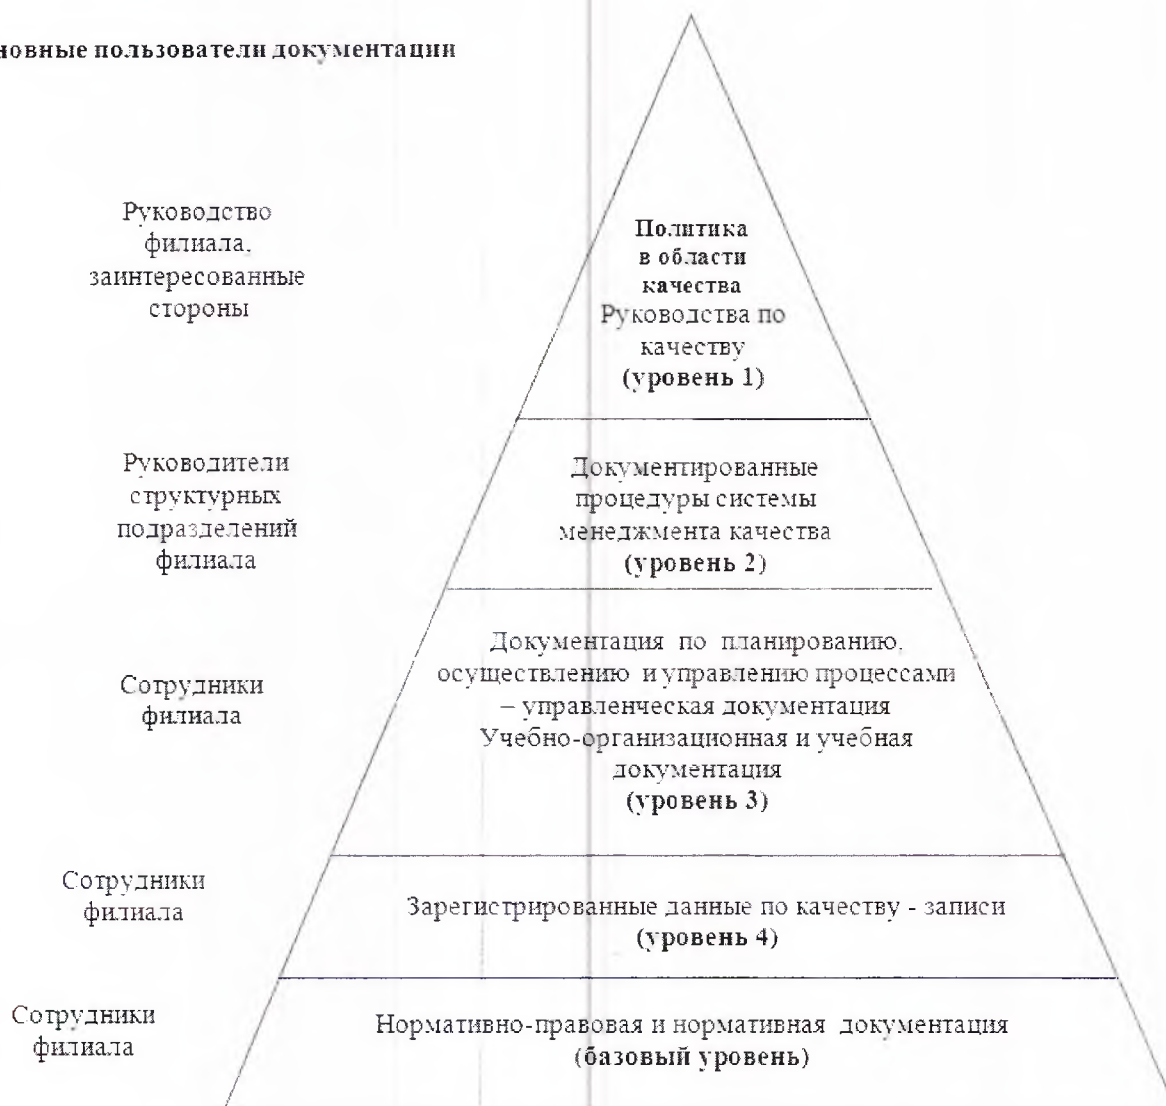 новные пользователи документации
Руководство
филиала,
заинтересованные
стороны
Политика
в области
качества
Руководства по
качеству
(уровень 1)
Руководители
структурных
подразделений
филиала
Документированные
процедуры системы
менеджмента качества
(уровень 2)
Сотрудники
филиала
Документация по планированию,
осуществлению и управлению процессами
– управленческая документация
Учебно-организационная и учебная
документация
(уровень 3)
Сотрудники
филиала
Зарегистрированные данные по качеству - записи
(уровень 4)
Сотрудники
филиала
Нормативно-правовая и нормативная документация
(базовый уровень)